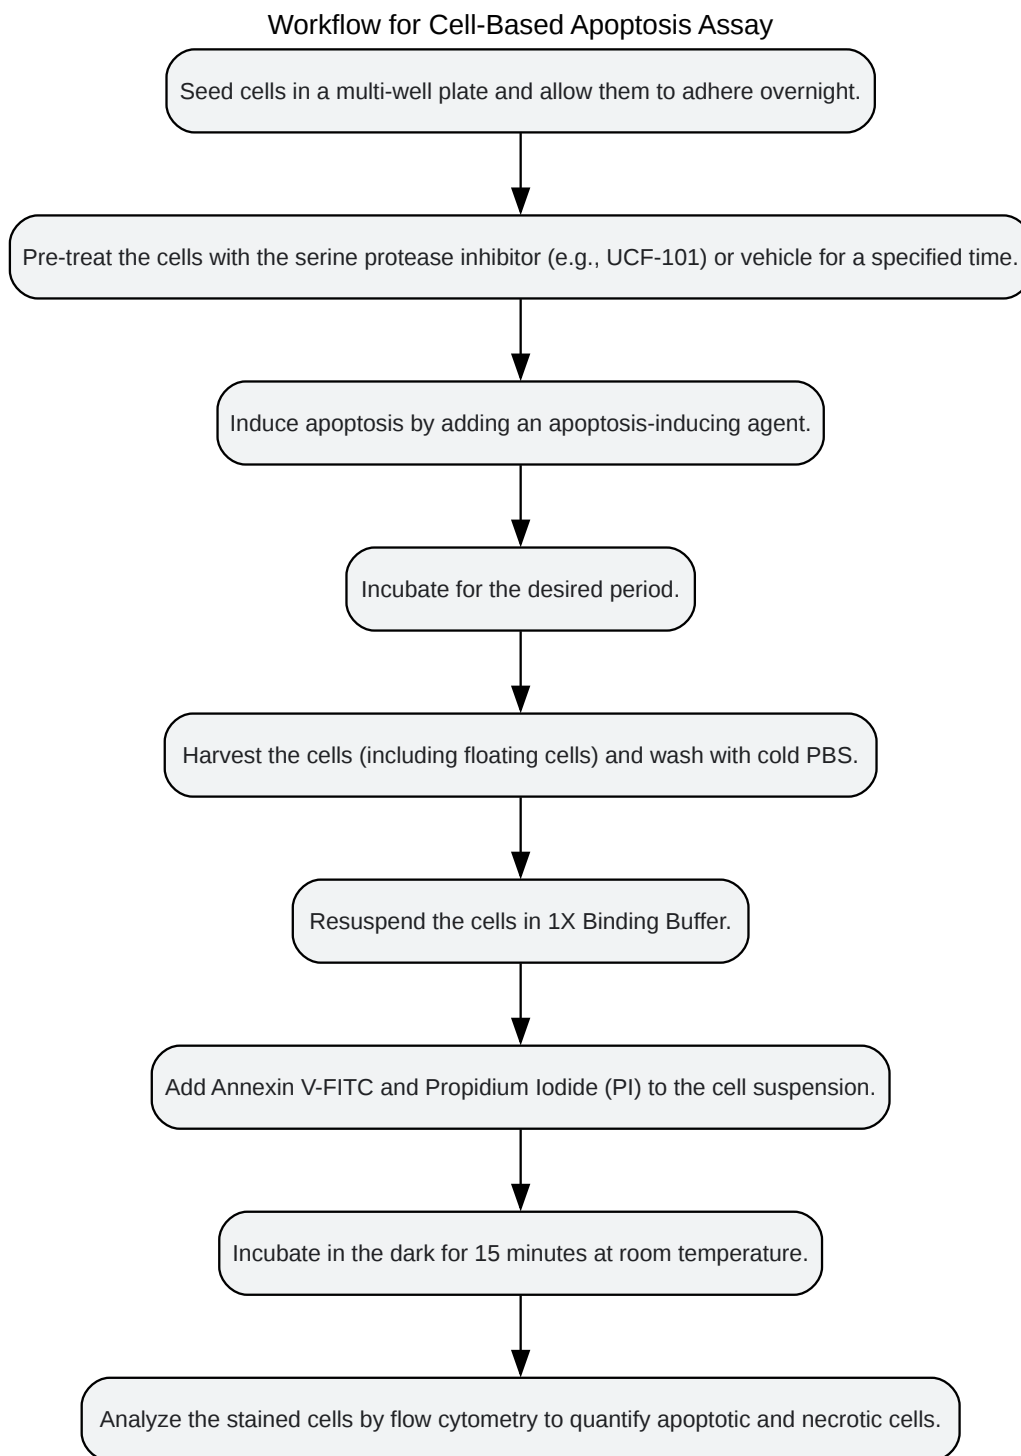 Workflow for Cell-Based Apoptosis Assay
Seed cells in a multi-well plate and allow them to adhere overnight.
Pre-treat the cells with the serine protease inhibitor (e.g., UCF-101) or vehicle for a specified time.
Induce apoptosis by adding an apoptosis-inducing agent.
Incubate for the desired period.
Harvest the cells (including floating cells) and wash with cold PBS.
Resuspend the cells in 1X Binding Buffer.
Add Annexin V-FITC and Propidium Iodide (PI) to the cell suspension.
Incubate in the dark for 15 minutes at room temperature.
Analyze the stained cells by flow cytometry to quantify apoptotic and necrotic cells.